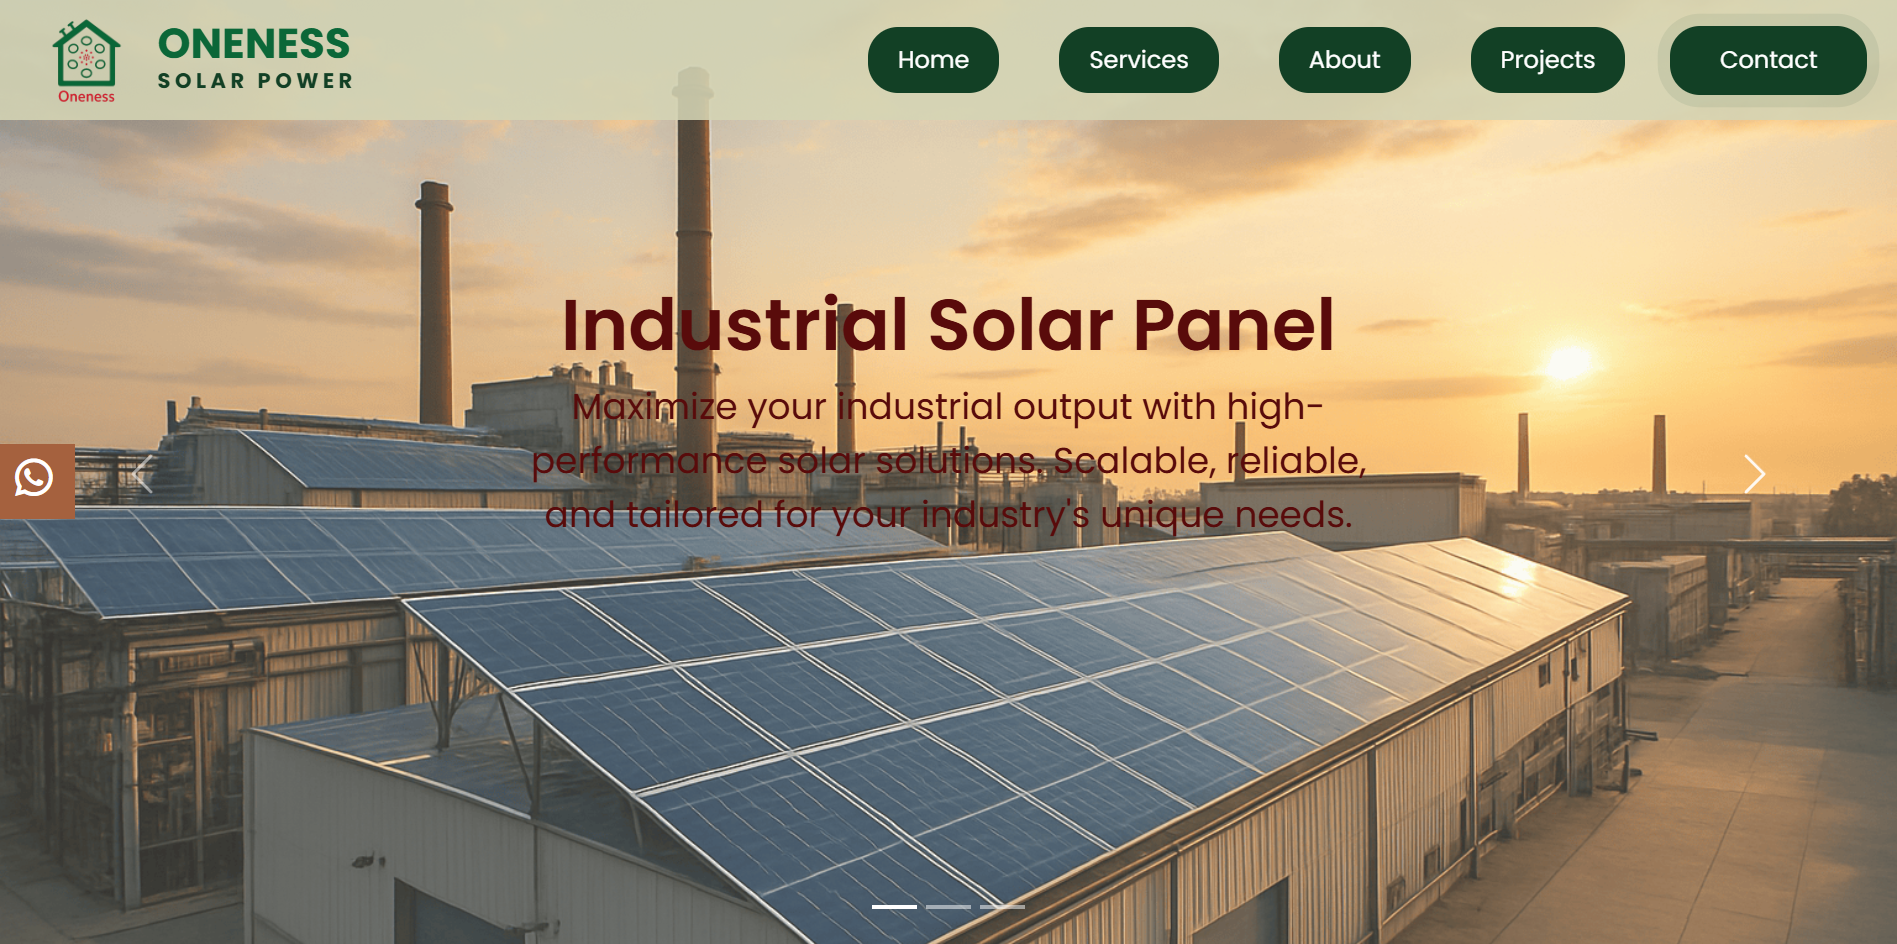 ONENESS
SOLAR POWER
Oneness
Home
Services
About
Projects
Contact
Industrial Solar Panel
Maximize your industrial output with high-
performance solar solutions. Scalable, reliable,
and tailored for your industry's unique needs.